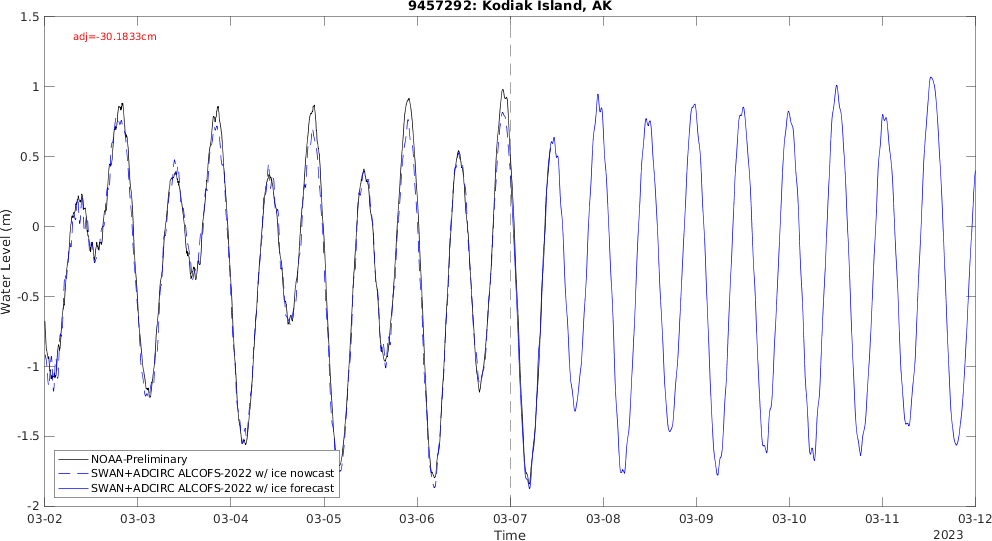 9457292: Kodiak Island, AK
adj=-30.1833cm
1.5
1
0.5
0
-0.5
-1
-1.5
-2
Water Level (m)
NOAA-Preliminary
SWAN+ADCIRC ALCOFS-2022 w/ ice nowcast
SWAN+ADCIRC ALCOFS-2022 w/ ice forecast
03-02 03-03 03-04 03-05 03-06 03-07 03-08 03-09 03-10 03-11 03-12
Time
2023